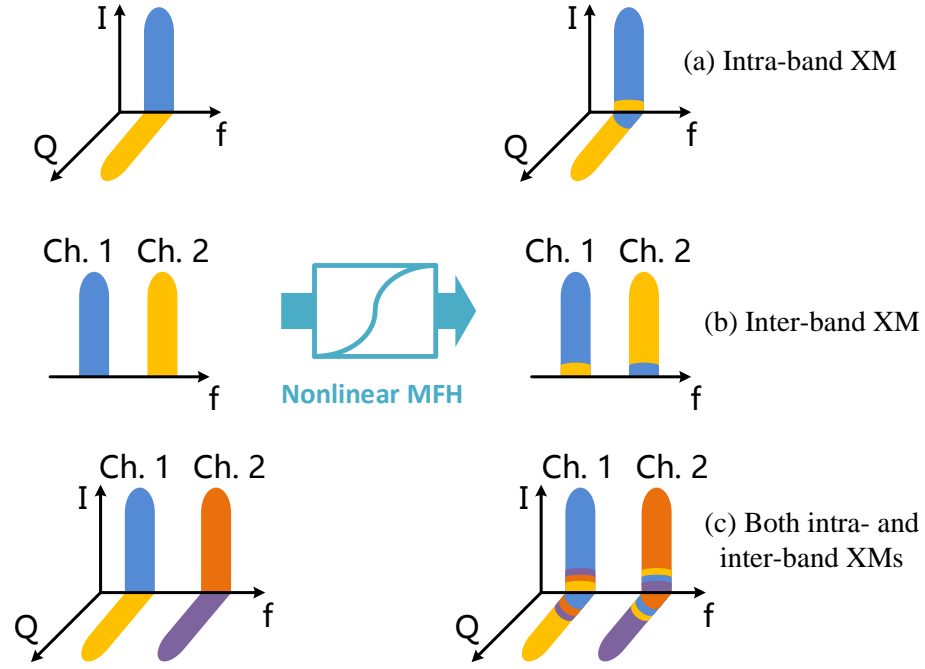 I
Q
f
I
Q
f
(a) Intra-band XM
Ch. 1 Ch. 2
f
Nonlinear MFH
Ch. 1 Ch. 2
f
(b) Inter-band XM
Ch. 1 Ch. 2
I
Q
f
Ch. 1 Ch. 2
I
Q
f
(c) Both intra- and
inter-band XMs